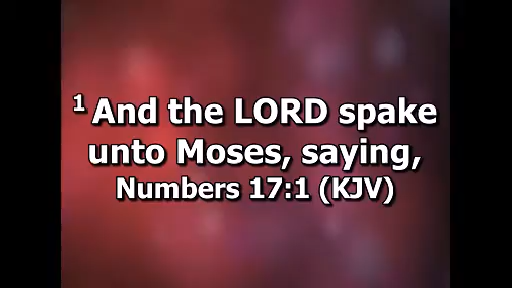 ¹ And the LORD spake
unto Moses, saying,
Numbers 17:1 (KJV)